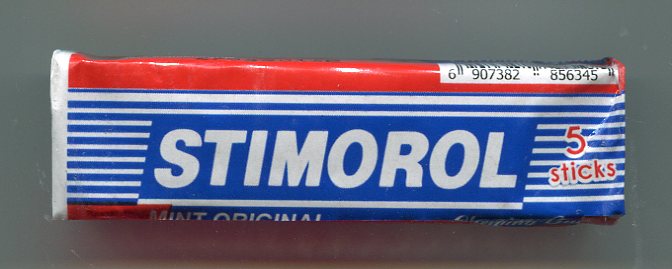 6 907382 856345
STIMOROL
5
sticks
MINT ORIGINAL